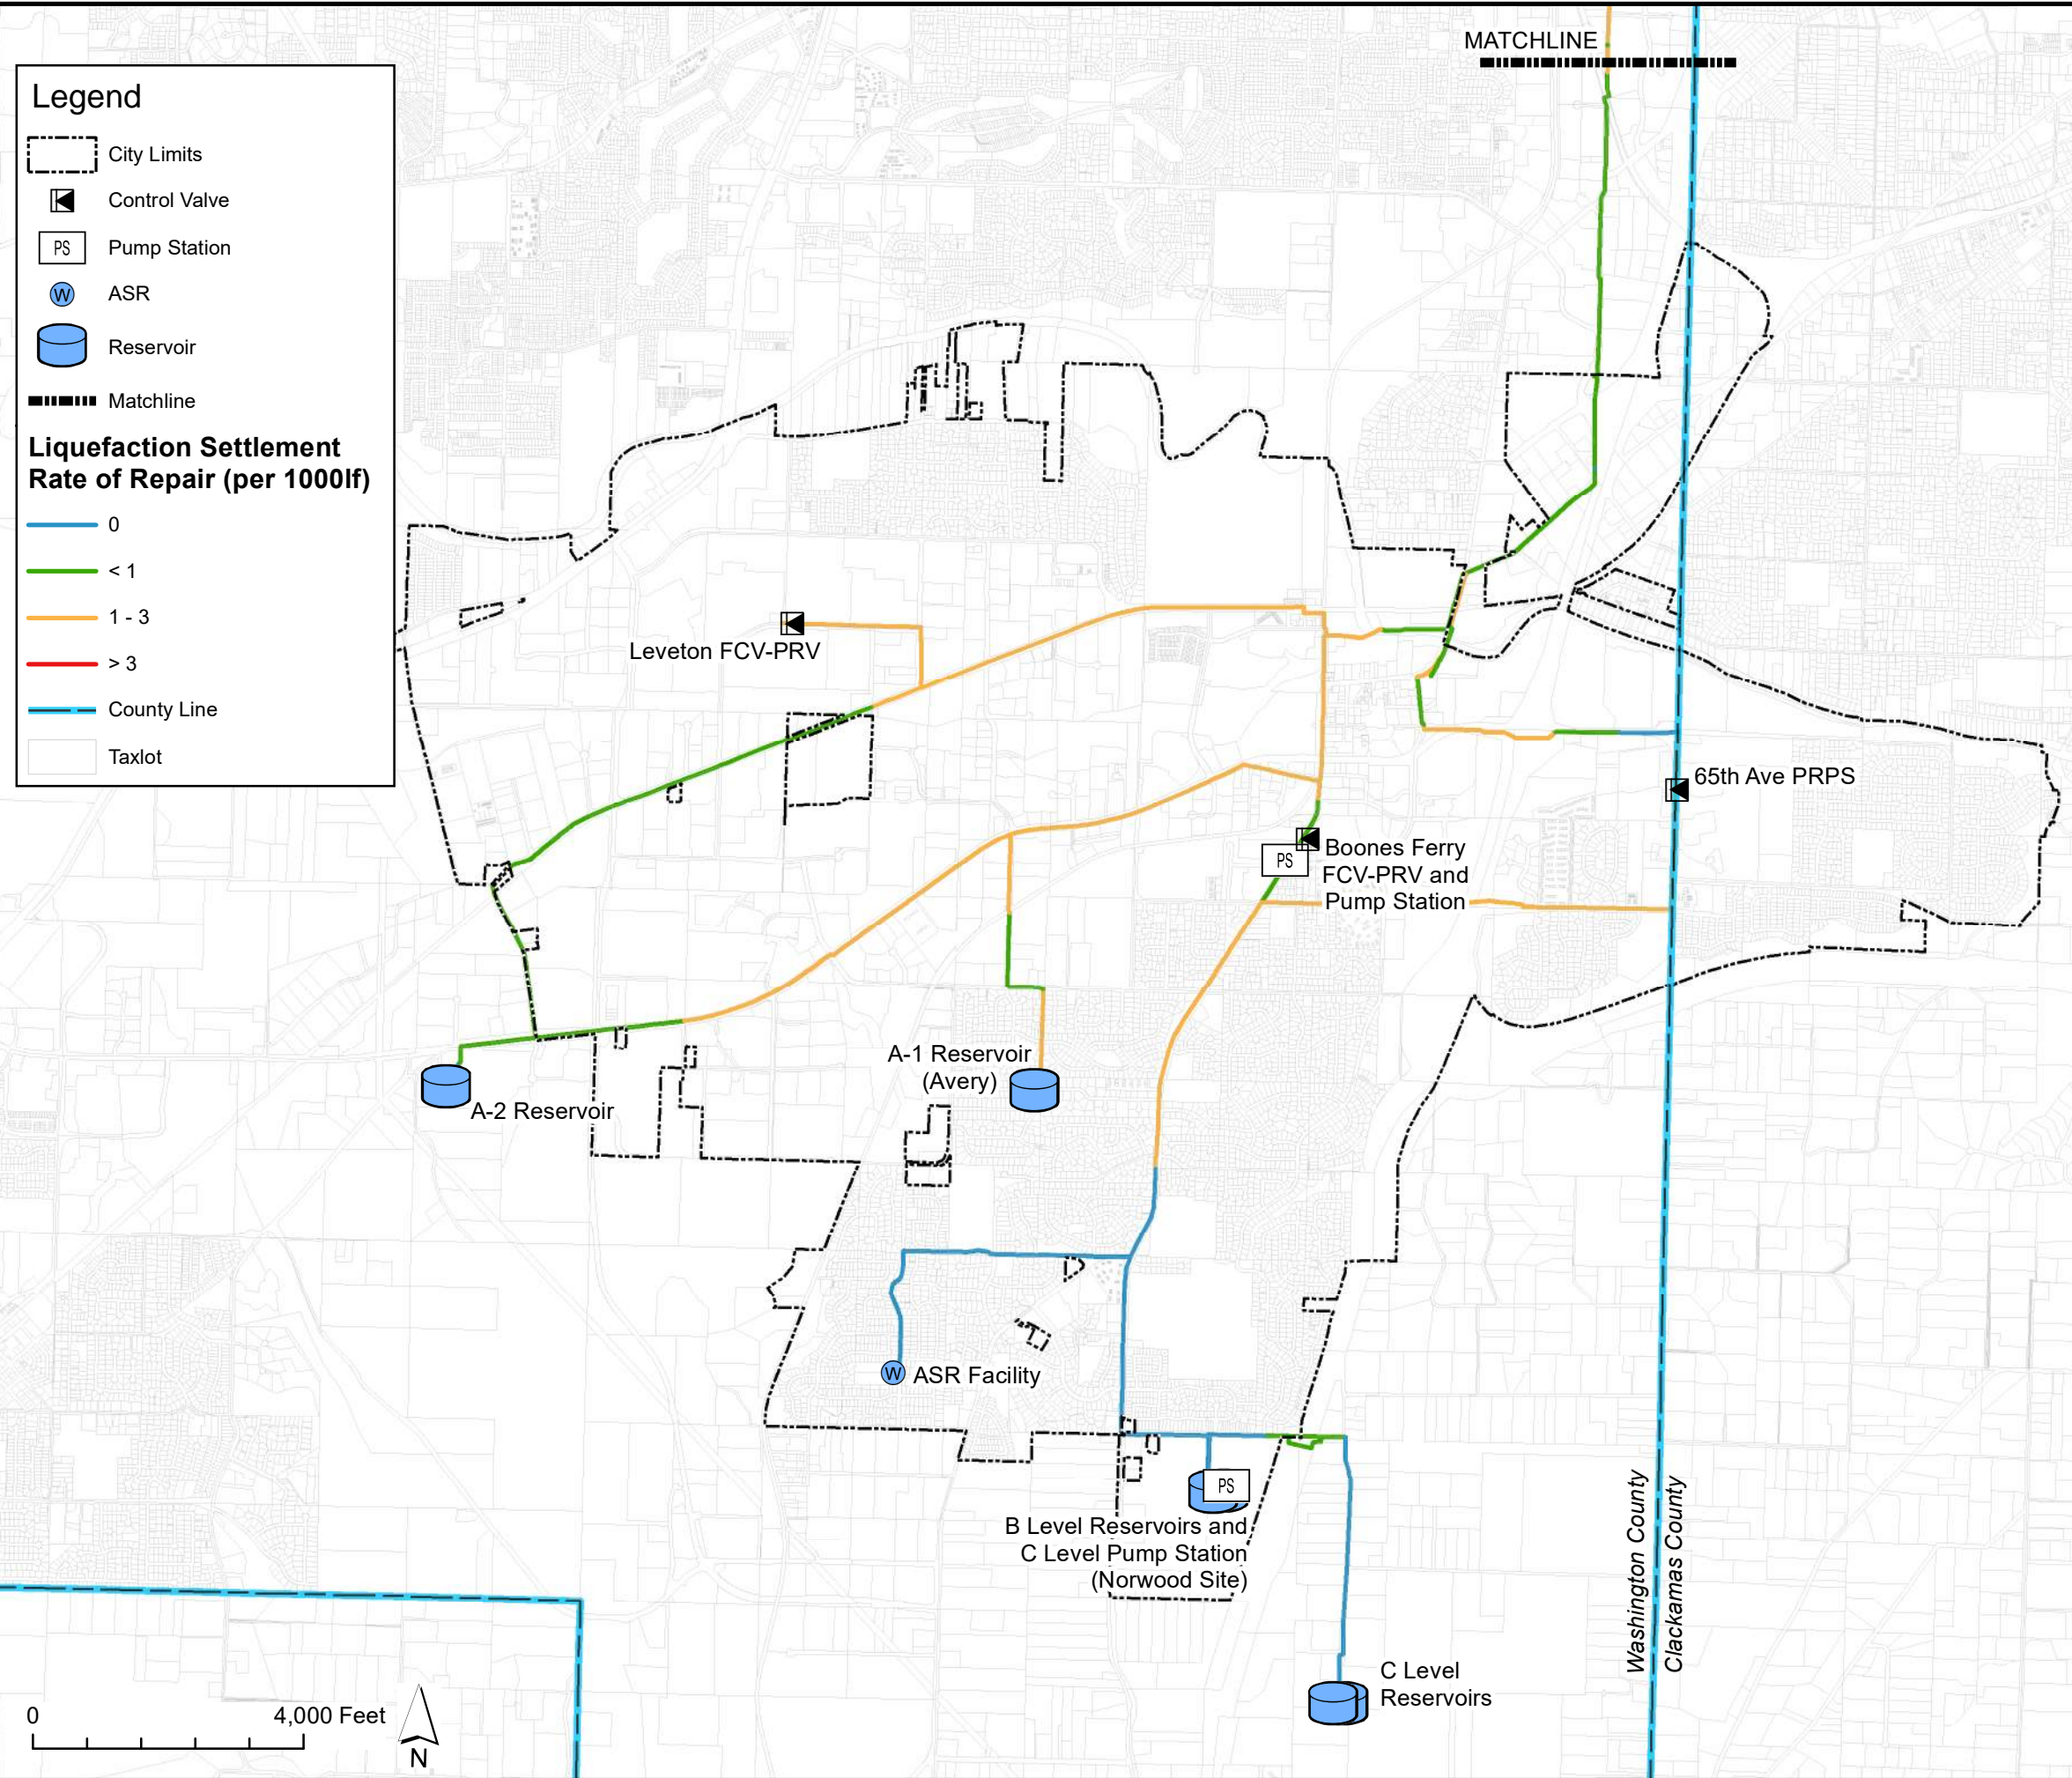 MATCHLINE
Legend
City Limits
Control Valve
PS
Pump Station
W
ASR
Reservoir
Matchline
Liquefaction Settlement
Rate of Repair (per 1000lf)
0
< 1
1 - 3
> 3
County Line
Taxlot
Leveton FCV-PRV
65th Ave PRPS
PS
Boones Ferry
FCV-PRV and
Pump Station
A-1 Reservoir
(Avery)
A-2 Reservoir
W
ASR Facility
PS
B Level Reservoirs and
C Level Pump Station
(Norwood Site)
Washington County
Clackamas County
C Level
Reservoirs
0
4,000 Feet
N